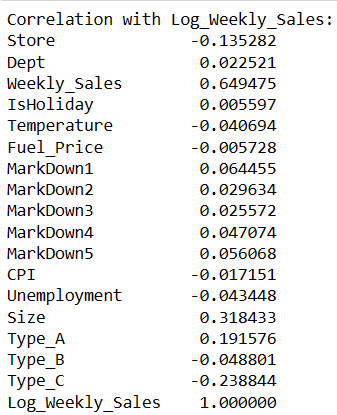 Correlation with Log_Weekly_Sales:
Store -0.135282
Dept 0.022521
Weekly_Sales 0.649475
IsHoliday 0.005597
Temperature -0.040694
Fuel_Price -0.005728
MarkDown1 0.064455
MarkDown2 0.029634
MarkDown3 0.025572
MarkDown4 0.047074
MarkDown5 0.056068
CPI -0.017151
Unemployment -0.043448
Size 0.318433
Type_A 0.191576
Type_B -0.048801
Type_C -0.238844
Log_Weekly_Sales 1.000000